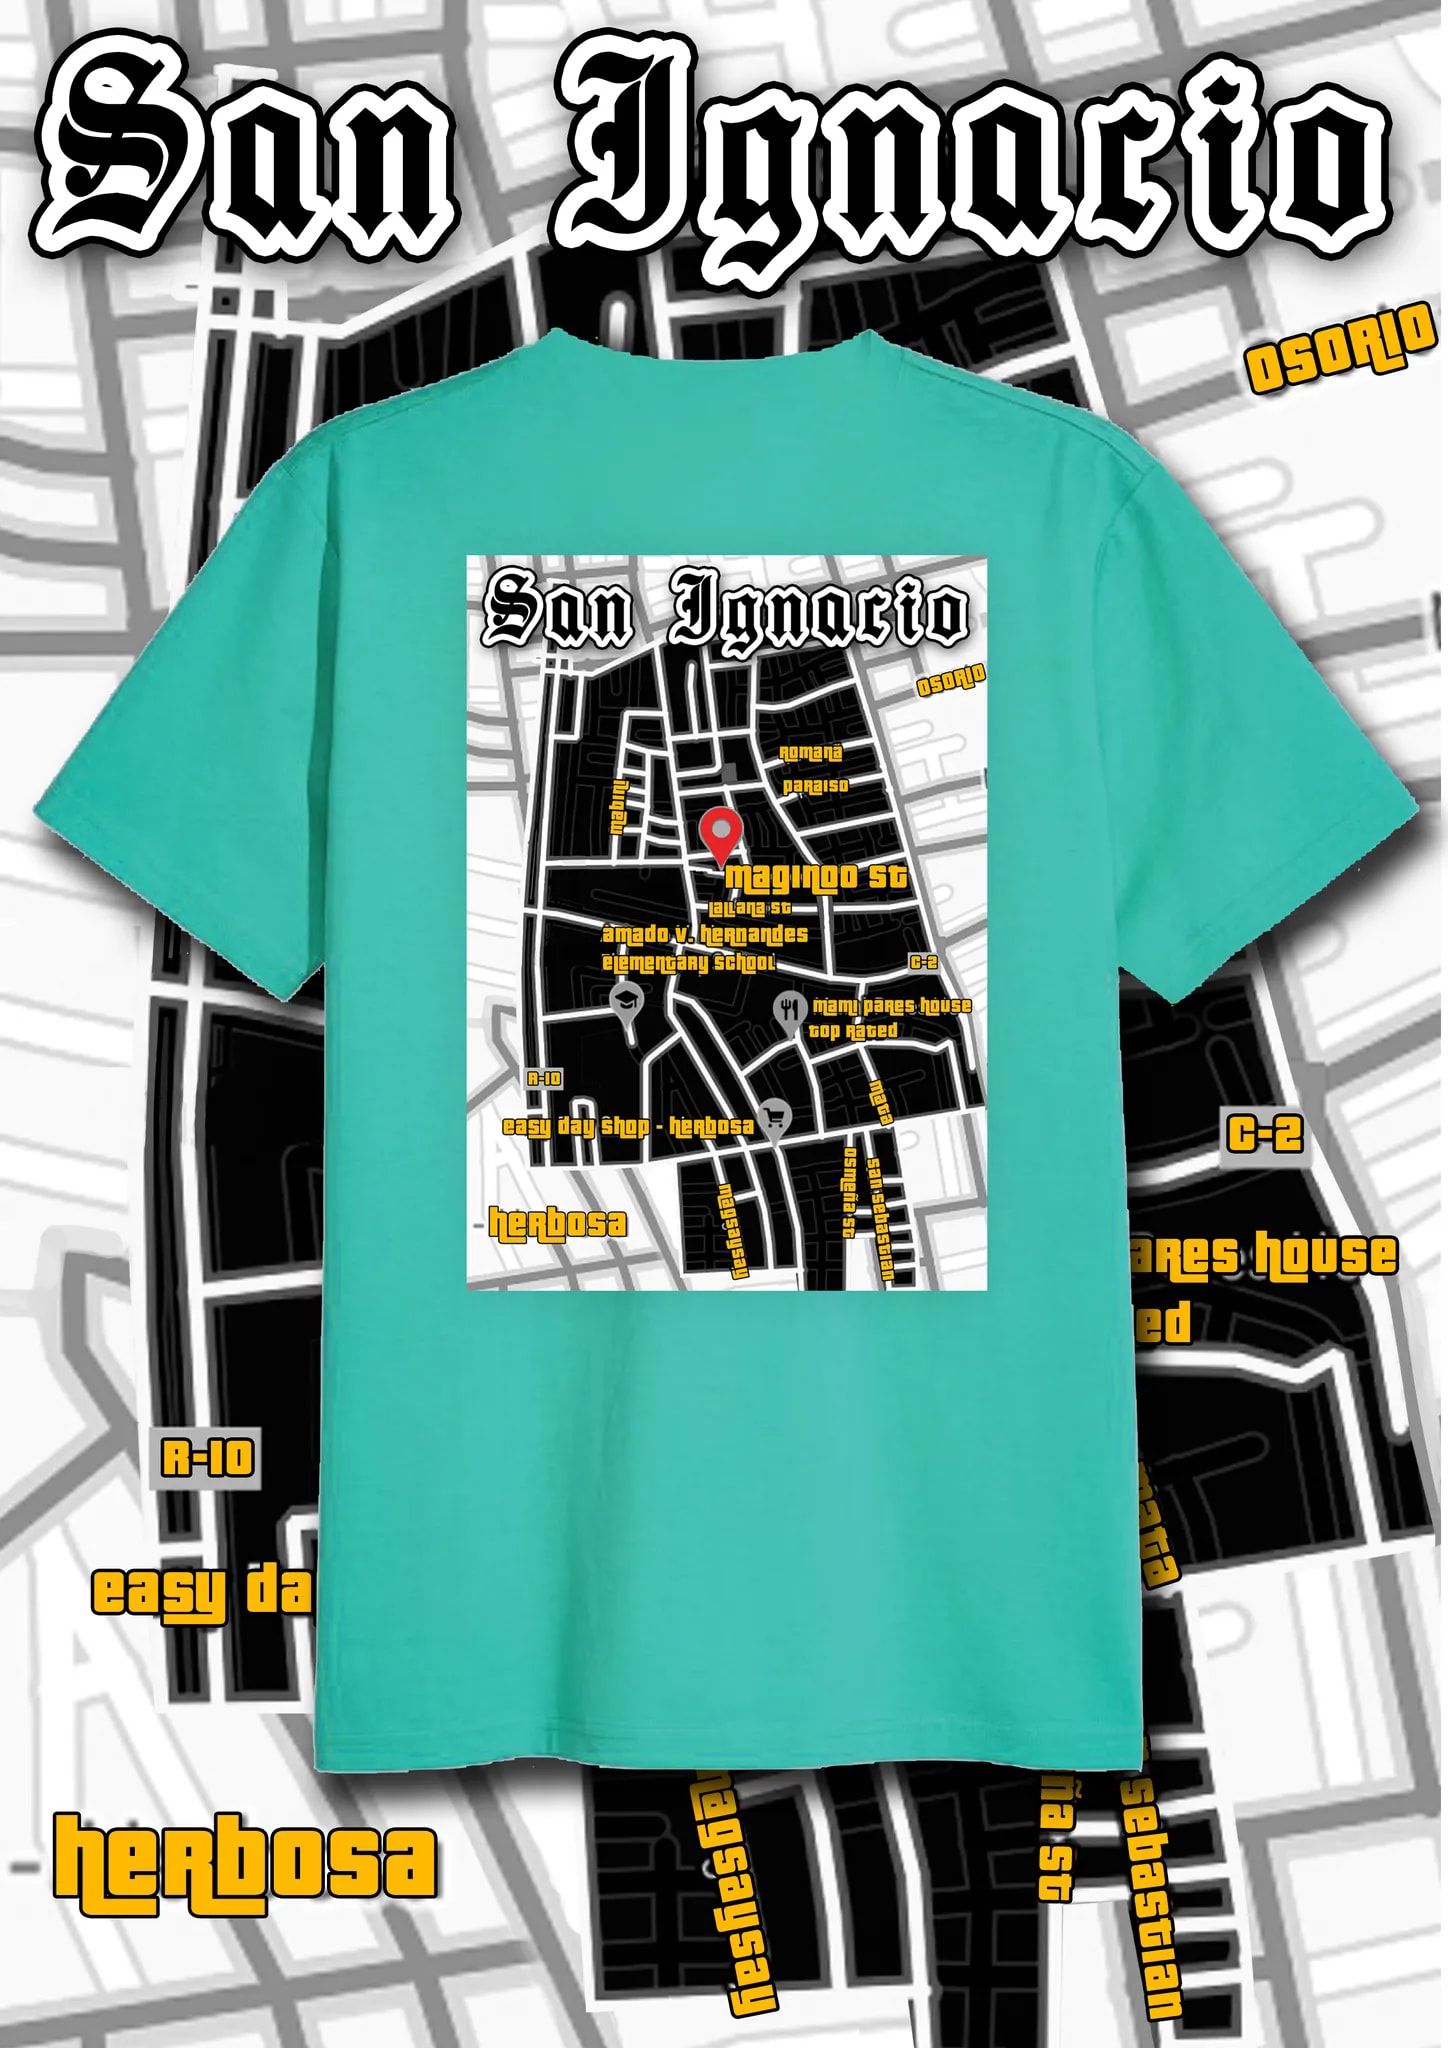 San Ignacio
OSORIO
San Ignacio
OSORIO
ROMANA
PARAISO
MABINI
MAGINOO ST
LALLANA ST
AMADO V. HERNANDES
ELEMENTARY SCHOOL
C-2
MAMI PARES HOUSE
TOP RATED
R-10
MATA
EASY DAY SHOP - HERBOSA
OSMEÑA ST
SAN SEBASTIAN
MAGSAYSAY
HERBOSA
C-2
ARES HOUSE
ED
R-10
MATA
EASY DA
HERBOSA
MAGSAYSAY
ÑA ST
SEBASTIAN